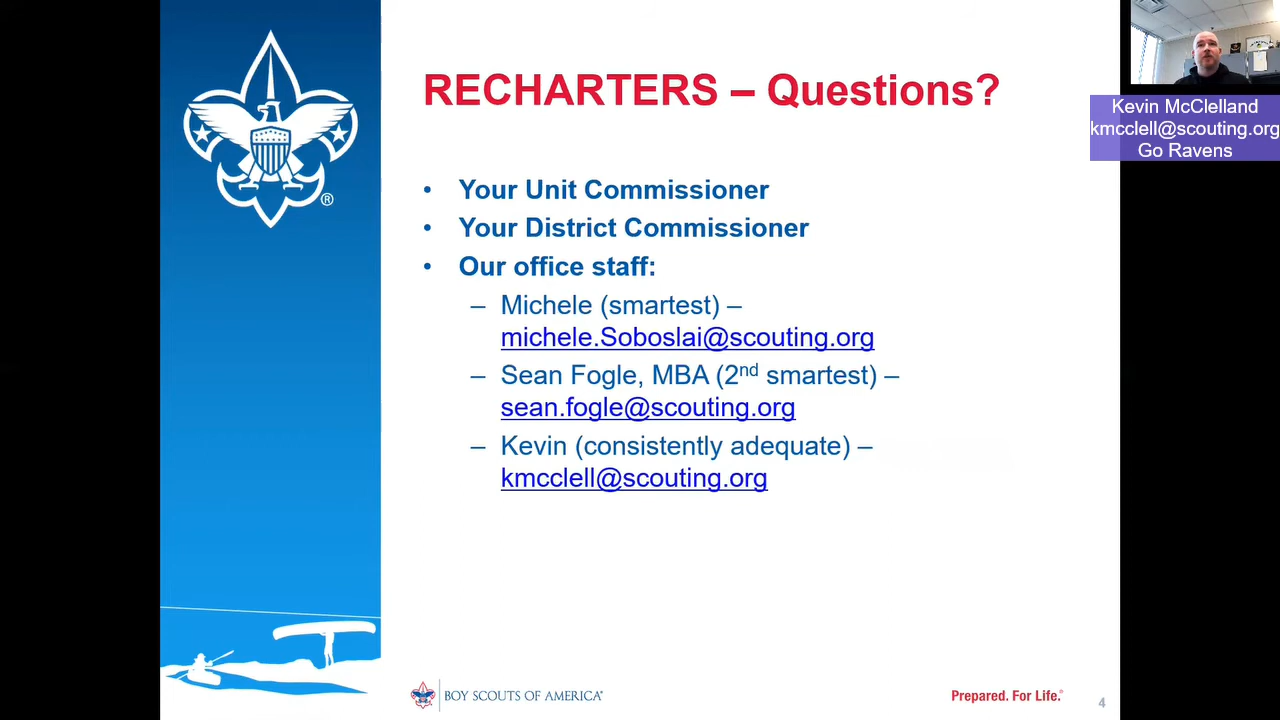 RECHARTERS – Questions?
Kevin McClelland
kmcclell@scouting.org
Go Ravens
• Your Unit Commissioner
• Your District Commissioner
• Our office staff:
– Michele (smartest) –
michele.Soboslai@scouting.org
– Sean Fogle, MBA (2nd smartest) –
sean.fogle@scouting.org
– Kevin (consistently adequate) –
kmcclell@scouting.org
®
BOY SCOUTS OF AMERICA®
Prepared. For Life.®
4